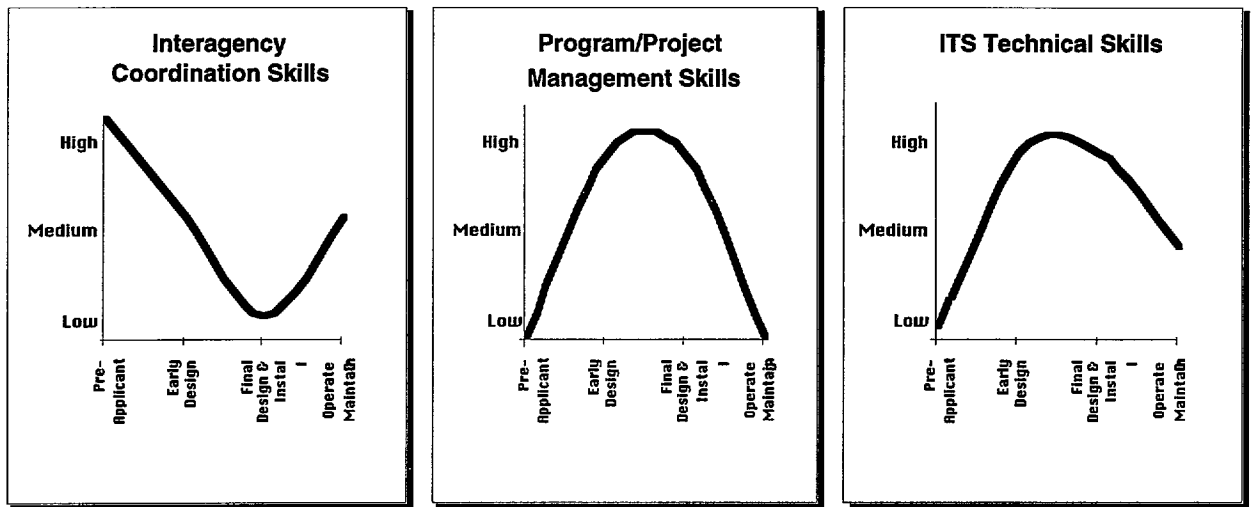 Interagency
Coordination Skills
High
Medium
Low
Pre-
Applicant
Early
Design
Final
Design &
Instal
l
Operate
Maintain
Program/Project
Management Skills
High
Medium
Low
Pre-
Applicant
Early
Design
Final
Design &
Instal
l
Operate
Maintain
ITS Technical Skills
High
Medium
Low
Pre-
Applicant
Early
Design
Final
Design &
Instal
l
Operate
Maintain